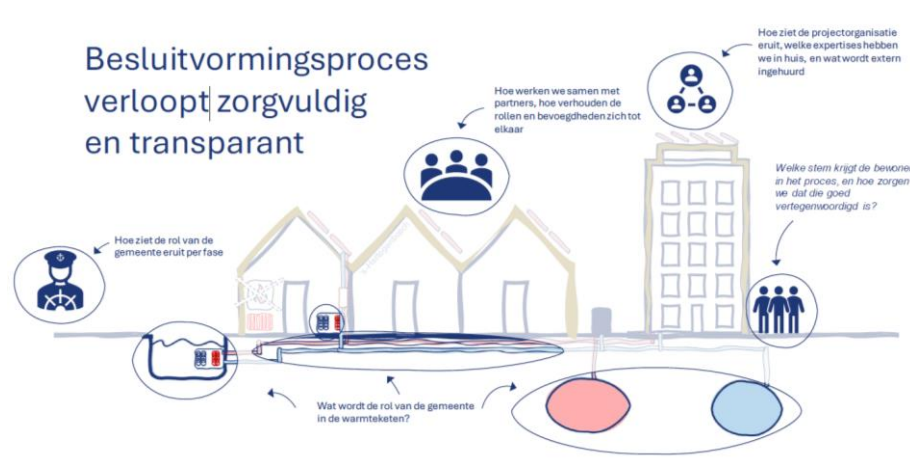 Besluitvormingsproces
verloopt zorgvuldig
en transparant
Hoe ziet de projectorganisatie
eruit, welke expertises hebben
we in huis, en wat wordt extern
ingehuurd
Hoe werken we samen met
partners, hoe verhouden de
rollen en bevoegdheden zich tot
elkaar
Welke stem krijgt de bewoner
in het proces, en hoe zorgen
we dat die goed
vertegenwoordigd is?
Hoe ziet de rol van de
gemeente eruit per fase
Wat wordt de rol van de gemeente
in de warmteketen?